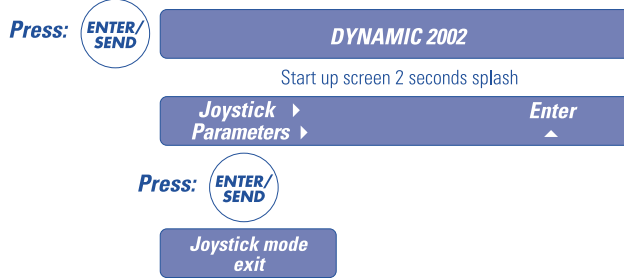 Press: ENTER/ SEND DYNAMIC 2002
Start up screen 2 seconds splash
Joystick Enter
Parameters
Press: ENTER/ SEND
Joystick mode
exit